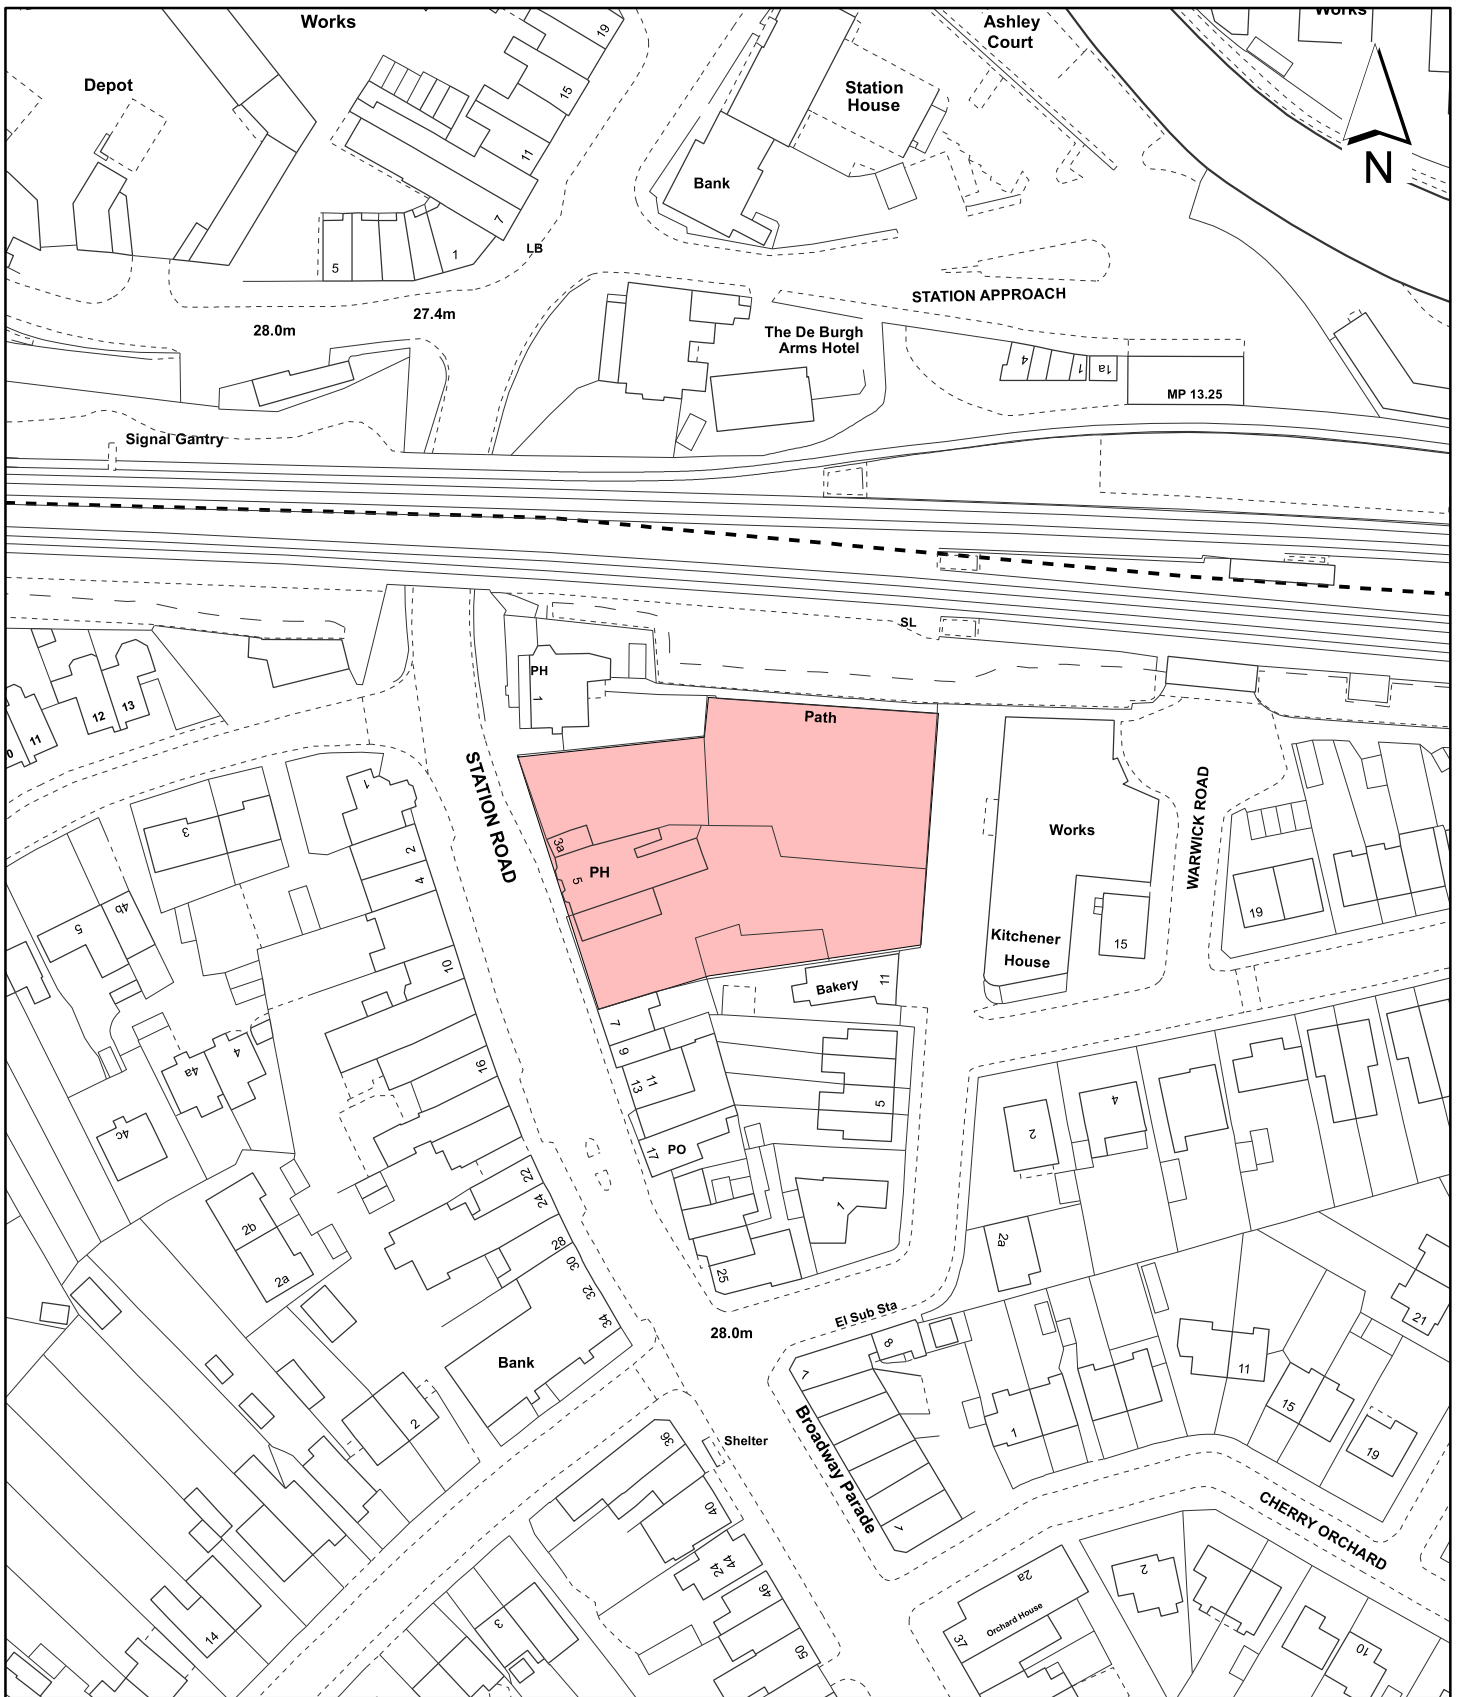 Works
19
Ashley
Court
Works
Depot
Station
House
15
11
N
Bank
7
LB
1
5
STATION APPROACH
27.4m
28.0m
The De Burgh
Arms Hotel
4
1
1a
MP 13.25
Signal Gantry
SL
PH
1
12
13
11
0
Path
STATION ROAD
WARWICK ROAD
1
3
2
4
3a
PH
5
Works
4b
5
19
15
Kitchener
House
10
Bakery
11
7
9
11
13
16
4
4a
4c
5
2
4
17
PO
22
24
2b
2a
28
30
32
34
1
2a
25
El Sub Sta
28.0m
8
21
Bank
1
11
15
2
1
19
Broadway Parade
Shelter
36
40
1
CHERRY ORCHARD
44
24
46
2a
2
Orchard House
3
14
37
50
10